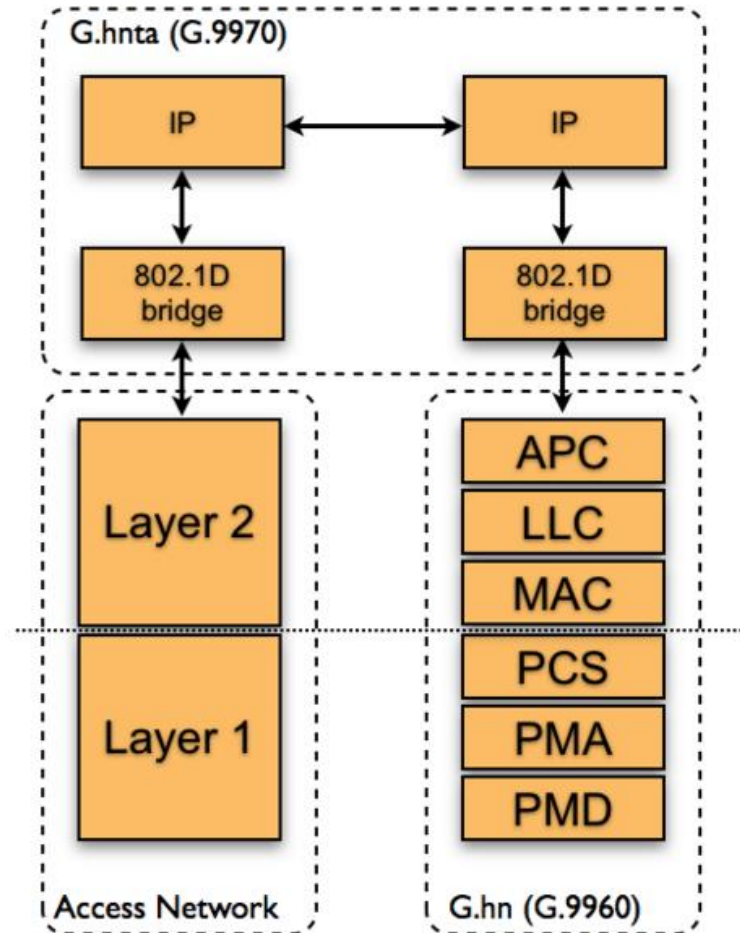 G.hnta (G.9970)
IP
IP
802.1D
bridge
802.1D
bridge
Layer 2
Layer 1
Access Network
APC
LLC
MAC
PCS
PMA
PMD
G.hn (G.9960)